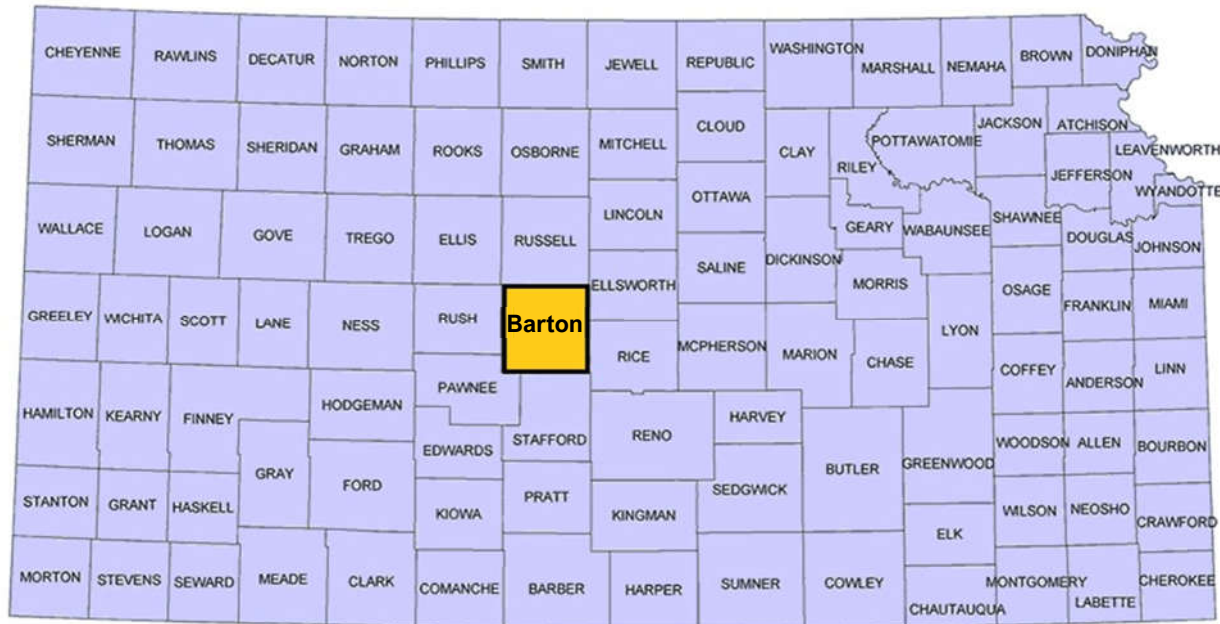 CHEYENNE RAWLINS DECATUR NORTON PHILLIPS SMITH JEWELL REPUBLIC WASHINGTON MARSHALL NEMAHA BROWN DONIPHAN
SHERMAN THOMAS SHERIDAN GRAHAM ROOKS OSBORNE MITCHELL CLOUD CLAY RILEY POTTAWATOMIE JACKSON ATCHISON
JEFFERSON LEAVENWORTH
WYANDOTTE
WALLACE LOGAN GOVE TREGO ELLIS RUSSELL LINCOLN OTTAWA GEARY WABAUNSEE SHAWNEE DOUGLAS JOHNSON
ELLSWORTH SALINE DICKINSON MORRIS OSAGE FRANKLIN MIAMI
GREELEY WICHITA SCOTT LANE NESS RUSH Barton RICE MCPHERSON MARION CHASE LYON COFFEY ANDERSON LINN
PAWNEE
HAMILTON KEARNY FINNEY HODGEMAN EDWARDS STAFFORD RENO HARVEY BUTLER GREENWOOD WOODSON ALLEN BOURBON
GRAY FORD PRATT SEDGWICK
STANTON GRANT HASKELL KIOWA KINGMAN ELK WILSON NEOSHO CRAWFORD
MORTON STEVENS SEWARD MEADE CLARK COMANCHE BARBER HARPER SUMNER COWLEY CHAUTAUQUA MONTGOMERY LABETTE CHEROKEE